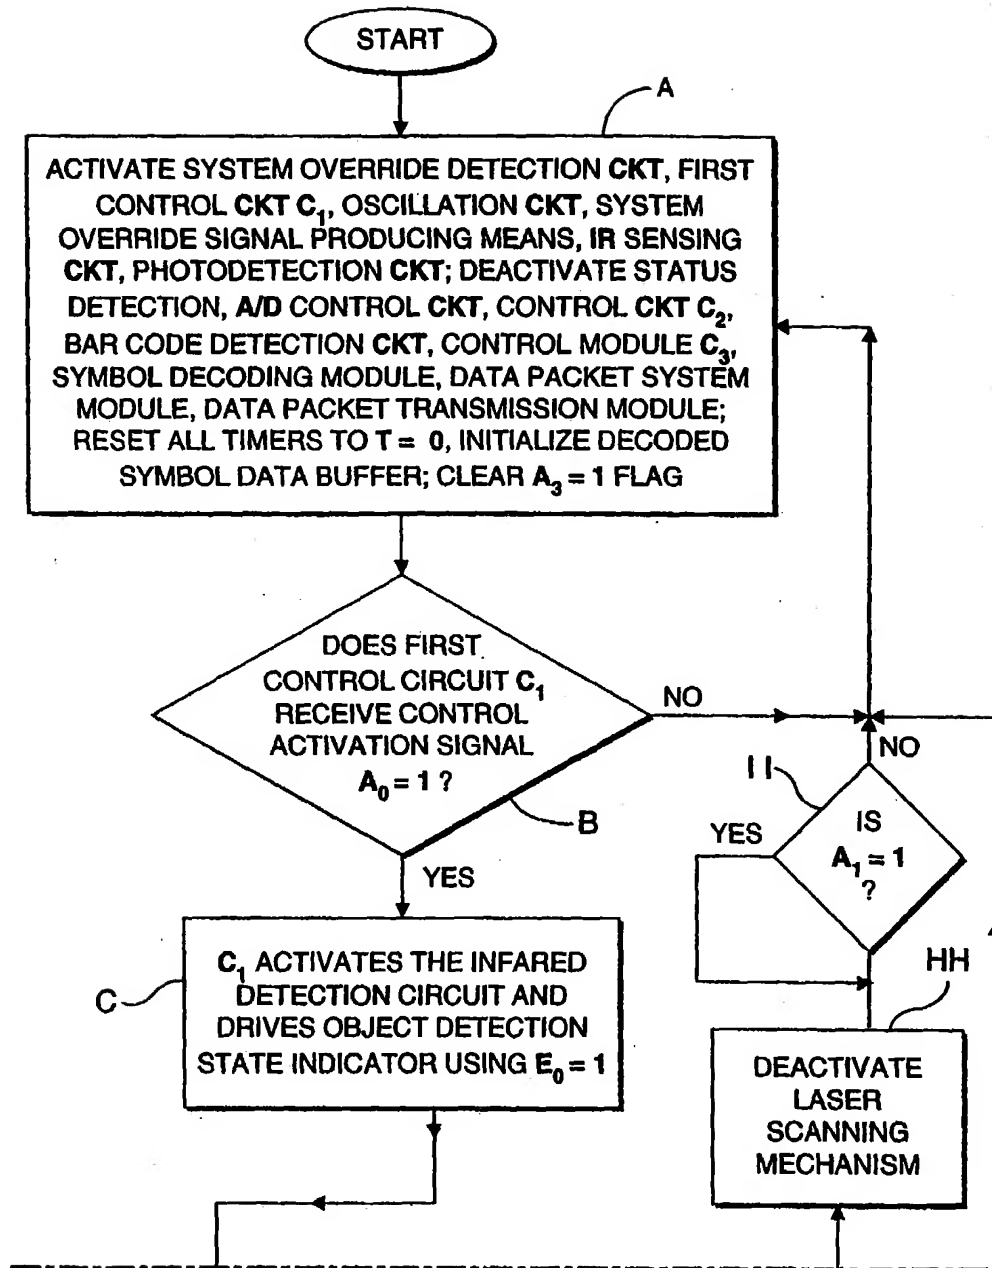 START
A
ACTIVATE SYSTEM OVERRIDE DETECTION CKT, FIRST
CONTROL CKT C₁, OSCILLATION CKT, SYSTEM
OVERRIDE SIGNAL PRODUCING MEANS, IR SENSING
CKT, PHOTODETECTION CKT; DEACTIVATE STATUS
DETECTION, A/D CONTROL CKT, CONTROL CKT C₂,
BAR CODE DETECTION CKT, CONTROL MODULE C₃,
SYMBOL DECODING MODULE, DATA PACKET SYSTEM
MODULE, DATA PACKET TRANSMISSION MODULE;
RESET ALL TIMERS TO T = 0, INITIALIZE DECODED
SYMBOL DATA BUFFER; CLEAR A₃ = 1 FLAG
DOES FIRST
CONTROL CIRCUIT C₁
RECEIVE CONTROL
ACTIVATION SIGNAL
A₀ = 1 ?
NO
B
YES
NO
II
YES
IS
A₁ = 1
?
C
C₁ ACTIVATES THE INFARED
DETECTION CIRCUIT AND
DRIVES OBJECT DETECTION
STATE INDICATOR USING E₀ = 1
HH
DEACTIVATE
LASER
SCANNING
MECHANISM